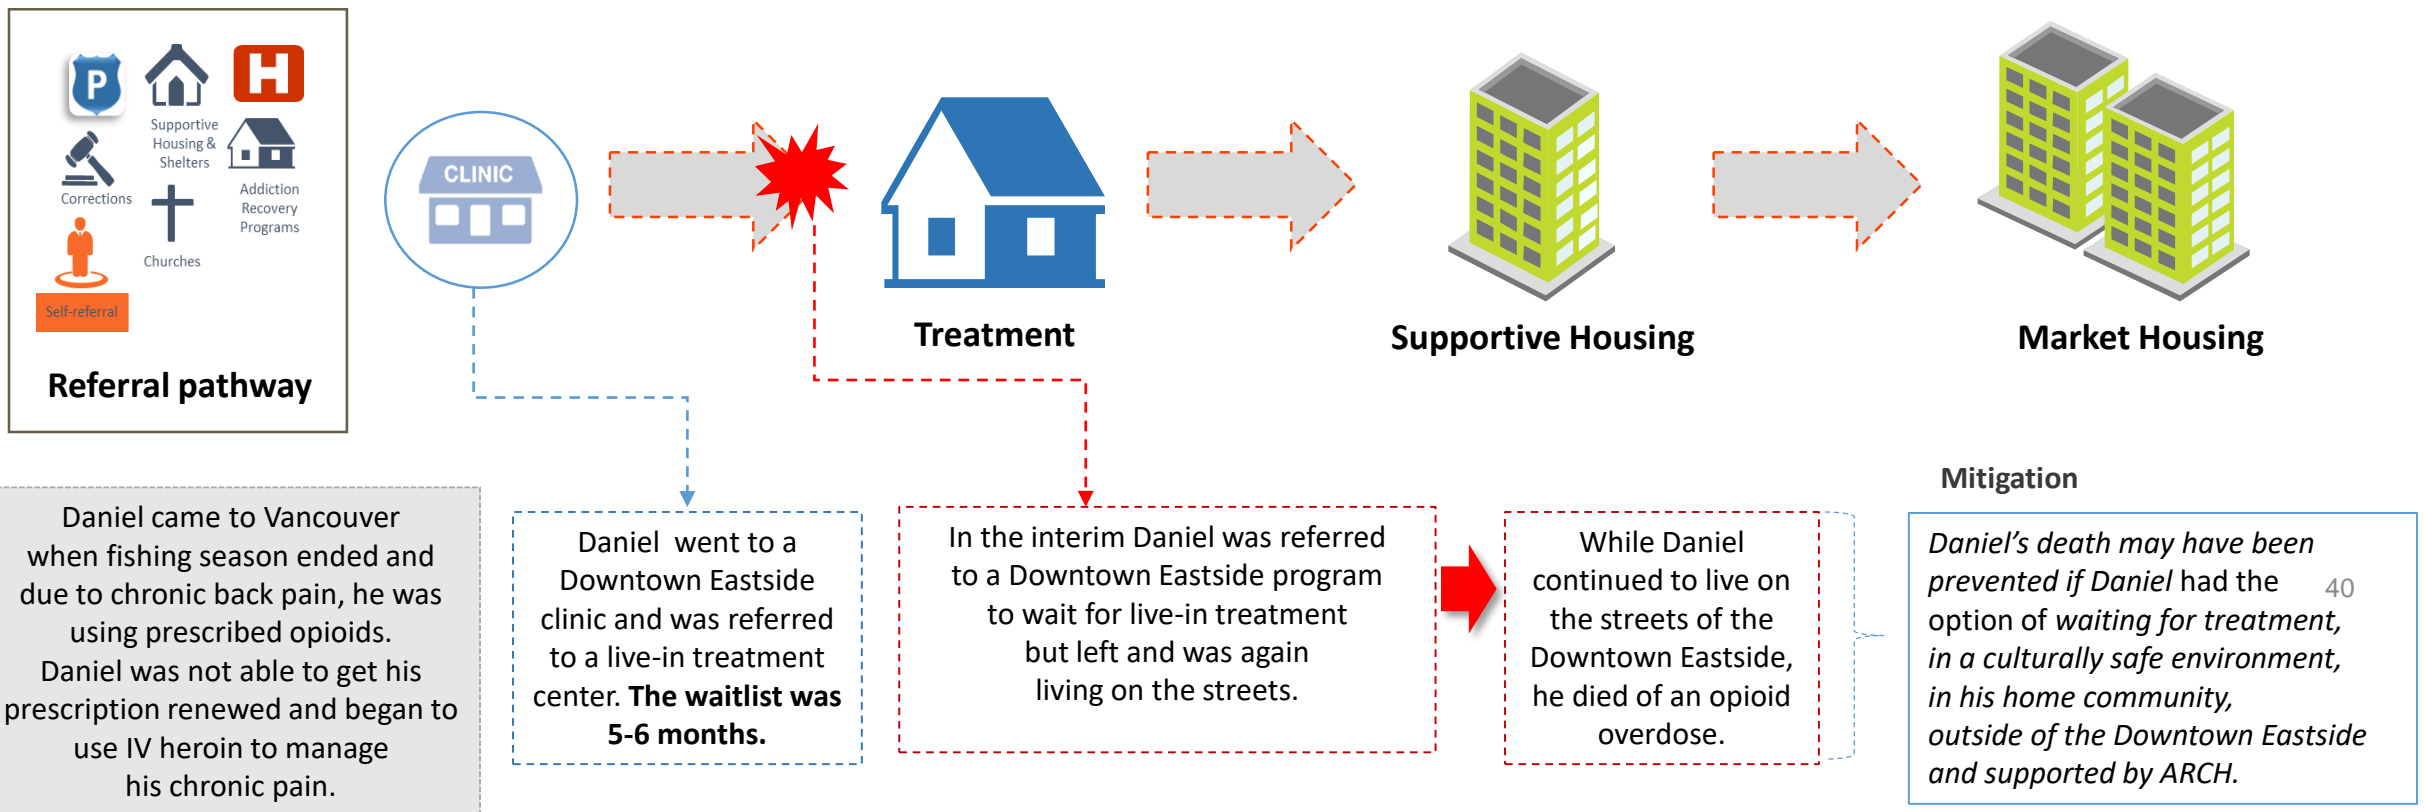 P
H
Supportive
Housing &
Shelters
Corrections
Addiction
Recovery
Programs
Churches
Self-referral
Referral pathway
CLINIC
Treatment
Supportive Housing
Market Housing
Daniel came to Vancouver
when fishing season ended and
due to chronic back pain, he was
using prescribed opioids.
Daniel was not able to get his
prescription renewed and began to
use IV heroin to manage
his chronic pain.
Daniel went to a
Downtown Eastside
clinic and was referred
to a live-in treatment
center. The waitlist was
5-6 months.
In the interim Daniel was referred
to a Downtown Eastside program
to wait for live-in treatment
but left and was again
living on the streets.
While Daniel
continued to live on
the streets of the
Downtown Eastside,
he died of an opioid
overdose.
Mitigation
Daniel’s death may have been
prevented if Daniel had the
option of waiting for treatment,
in a culturally safe environment,
in his home community,
outside of the Downtown Eastside
and supported by ARCH.
40